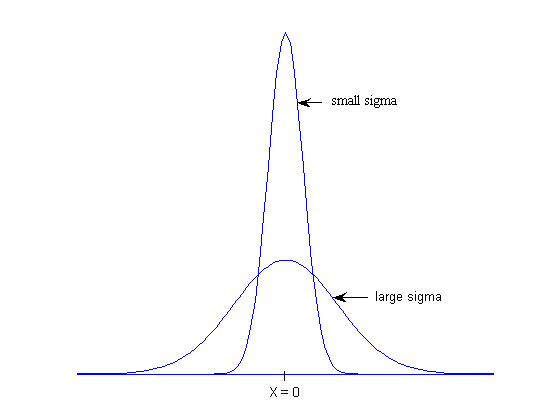 small sigma
large sigma
X = 0